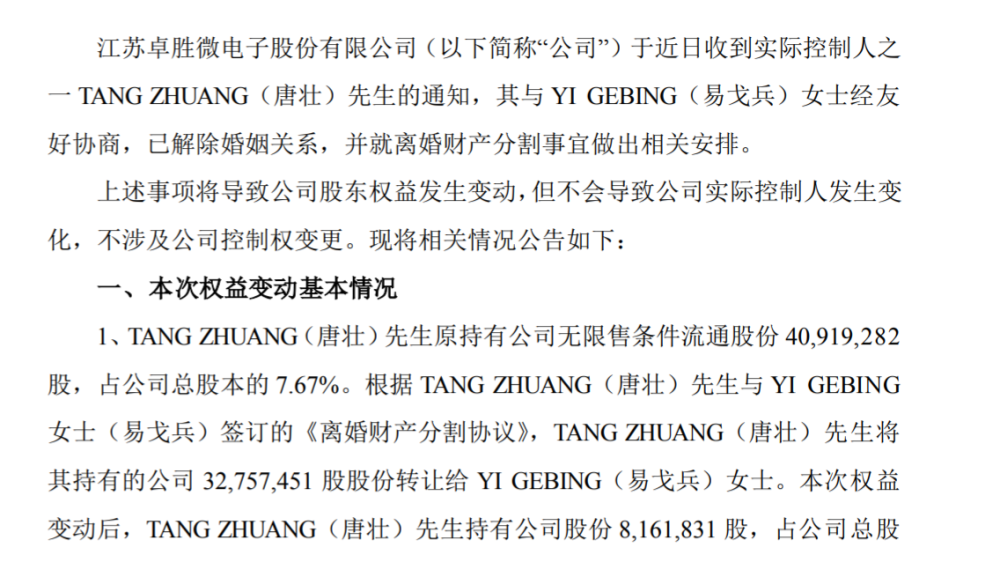 江苏卓胜微电子股份有限公司（以下简称“公司”）于近日收到实际控制人之
一 TANG ZHUANG（唐壮）先生的通知，其与 YI GEBING（易戈兵）女士经友
好协商，已解除婚姻关系，并就离婚财产分割事宜做出相关安排。
上述事项将导致公司股东权益发生变动，但不会导致公司实际控制人发生变
化，不涉及公司控制权变更。现将相关情况公告如下：
一、本次权益变动基本情况
1、TANG ZHUANG（唐壮）先生原持有公司无限售条件流通股份 40,919,282
股，占公司总股本的 7.67%。根据 TANG ZHUANG（唐壮）先生与 YI GEBING
女士（易戈兵）签订的《离婚财产分割协议》，TANG ZHUANG（唐壮）先生将
其持有的公司 32,757,451 股股份转让给 YI GEBING（易戈兵）女士。本次权益
变动后，TANG ZHUANG（唐壮）先生持有公司股份 8,161,831 股，占公司总股